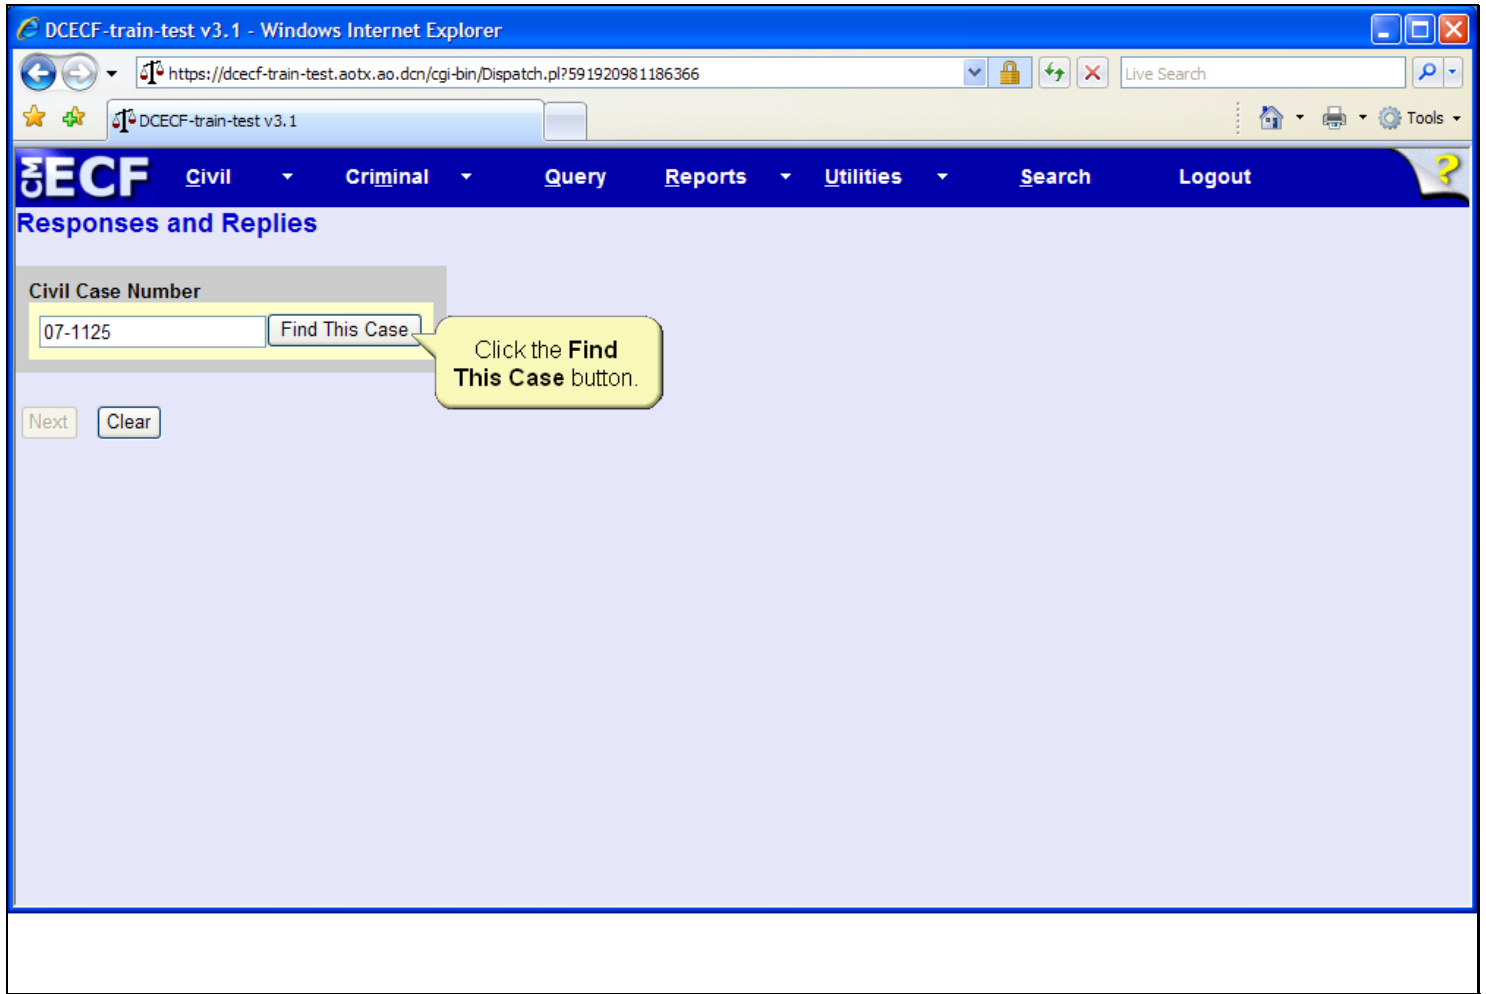 DCECF-train-test v3.1 - Windows Internet Explorer
https://dcecf-train-test.aotx.ao.dcn/cgi-bin/Dispatch.pl?591920981186366
Live Search
DCECF-train-test v3.1
Tools
CM ECF Civil Criminal Query Reports Utilities Search Logout ?
Responses and Replies
Civil Case Number
07-1125 Find This Case
Click the Find
This Case button.
Next Clear